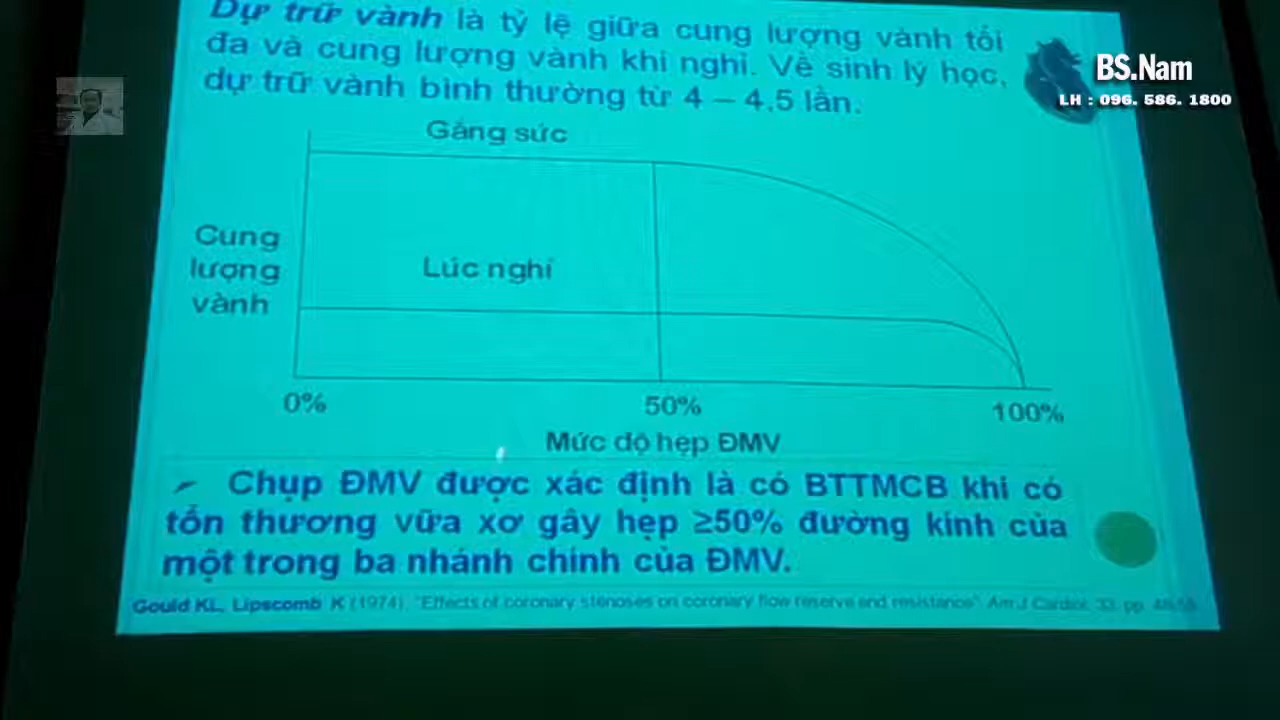 Dự trữ vành là tỷ lệ giữa cung lượng vành tối
đa và cung lượng vành khi nghỉ. Về sinh lý học,
dự trữ vành bình thường từ 4 – 4,5 lần.
BS.Nam
LH : 096. 586. 1800
Gắng sức
Cung
lượng
vành
Lúc nghỉ
0%
50%
100%
Mức độ hẹp ĐMV
Chụp ĐMV được xác định là có BTTMCB khi có
tổn thương vữa xơ gây hẹp ≥50% đường kính của
một trong ba nhánh chính của ĐMV.
Gould KL, Lipscomb K (1974), "Effects of coronary stenoses on coronary flow reserve and resistance", Am J Cardiol, 33, pp.